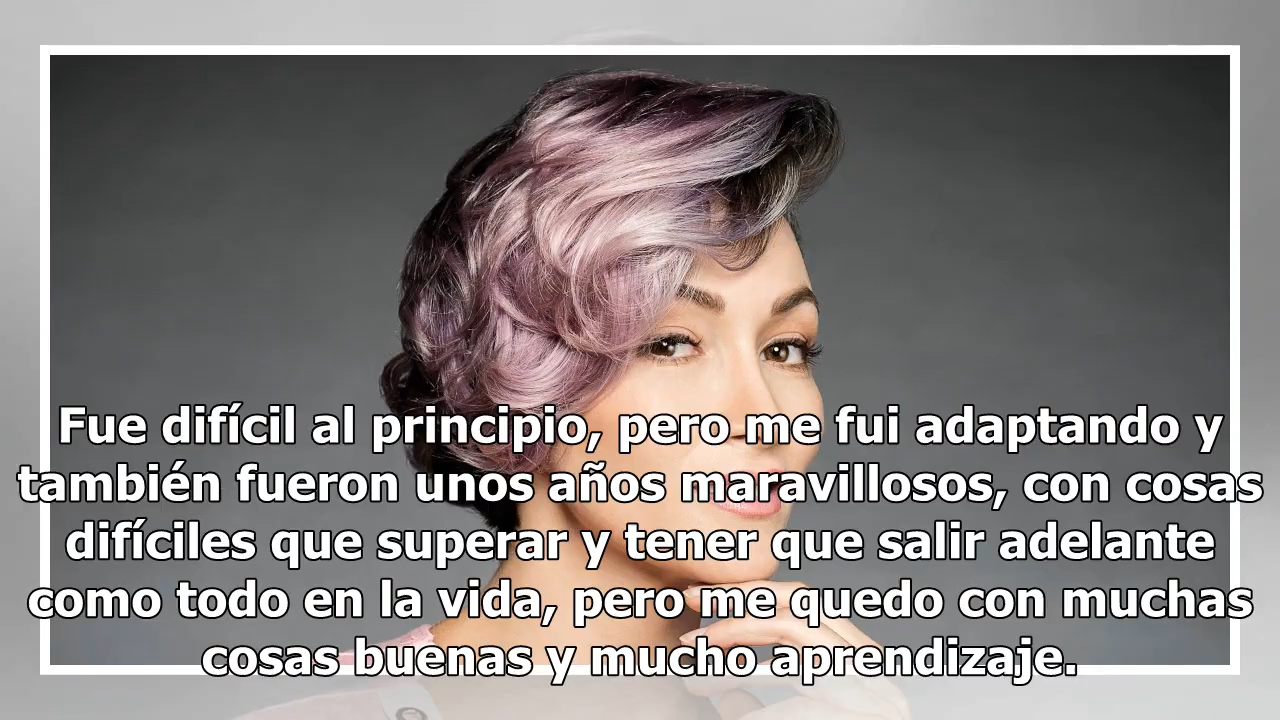 Fue difícil al principio, pero me fui adaptando y
también fueron unos años maravillosos, con cosas
difíciles que superar y tener que salir adelante
como todo en la vida, pero me quedo con muchas
cosas buenas y mucho aprendizaje.